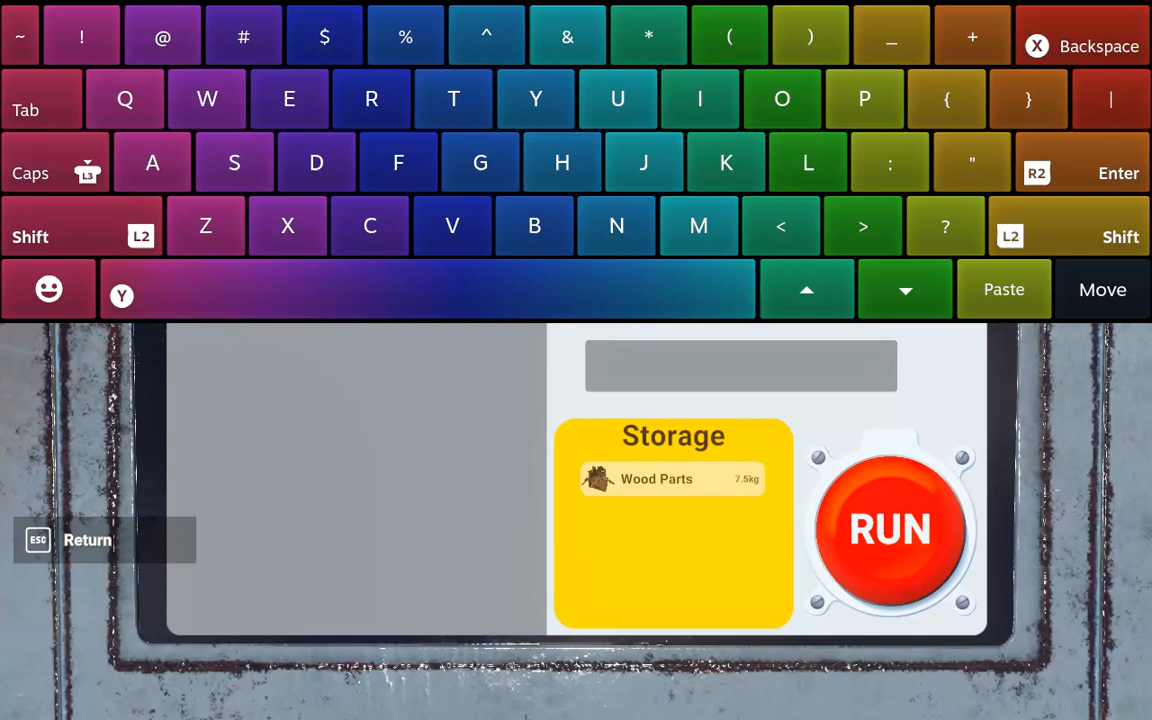 ~ ! @ # $ % ^ & * ( ) _ + X Backspace
Tab Q W E R T Y U I O P { } |
Caps L3 A S D F G H J K L : " R2 Enter
Shift L2 Z X C V B N M < > ? L2 Shift
Y Paste Move
Storage
Wood Parts 7.5kg
RUN
ESC Return